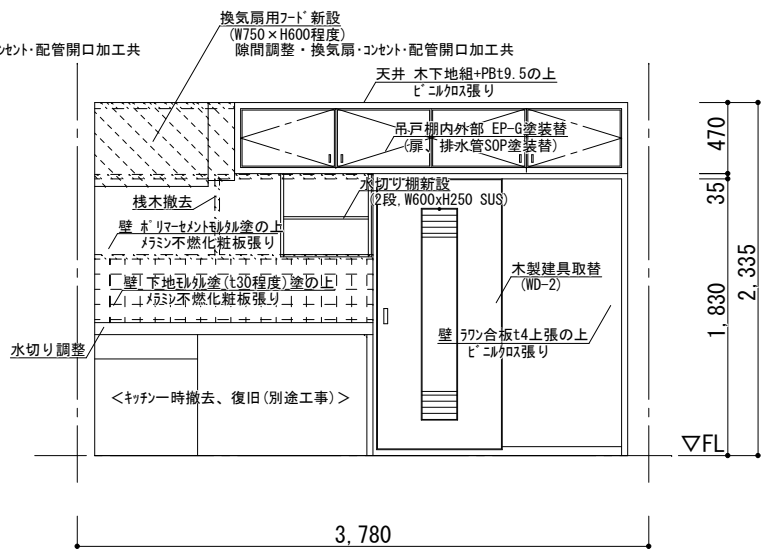 換気扇用ﾌｰﾄﾞ新設
(W750×H600程度)
ﾝｾﾝﾄ･配管開口加工共
隙間調整・換気扇･ｺﾝｾﾝﾄ･配管開口加工共
天井 木下地組+PBt9.5の上
ﾋﾞﾆﾙｸﾛｽ張り
吊戸棚内外部 EP-G塗装替
(扉、排水管SOP塗装替)
水切り棚新設
(2段,W600xH250 SUS)
桟木撤去
壁 ﾎﾟﾘﾏｰｾﾒﾝﾄﾓﾙﾀﾙ塗の上
ﾒﾗﾐﾝ不燃化粧板張り
壁 下地ﾓﾙﾀﾙ塗(t30程度)塗の上
ﾒﾗﾐﾝ不燃化粧板張り
木製建具取替
(WD-2)
壁 ﾗﾜﾝ合板t4上張の上
ﾋﾞﾆﾙｸﾛｽ張り
水切り調整
<ｷｯﾁﾝ一時撤去、復旧(別途工事)>
470
35
1,830
2,335
▽FL
3,780